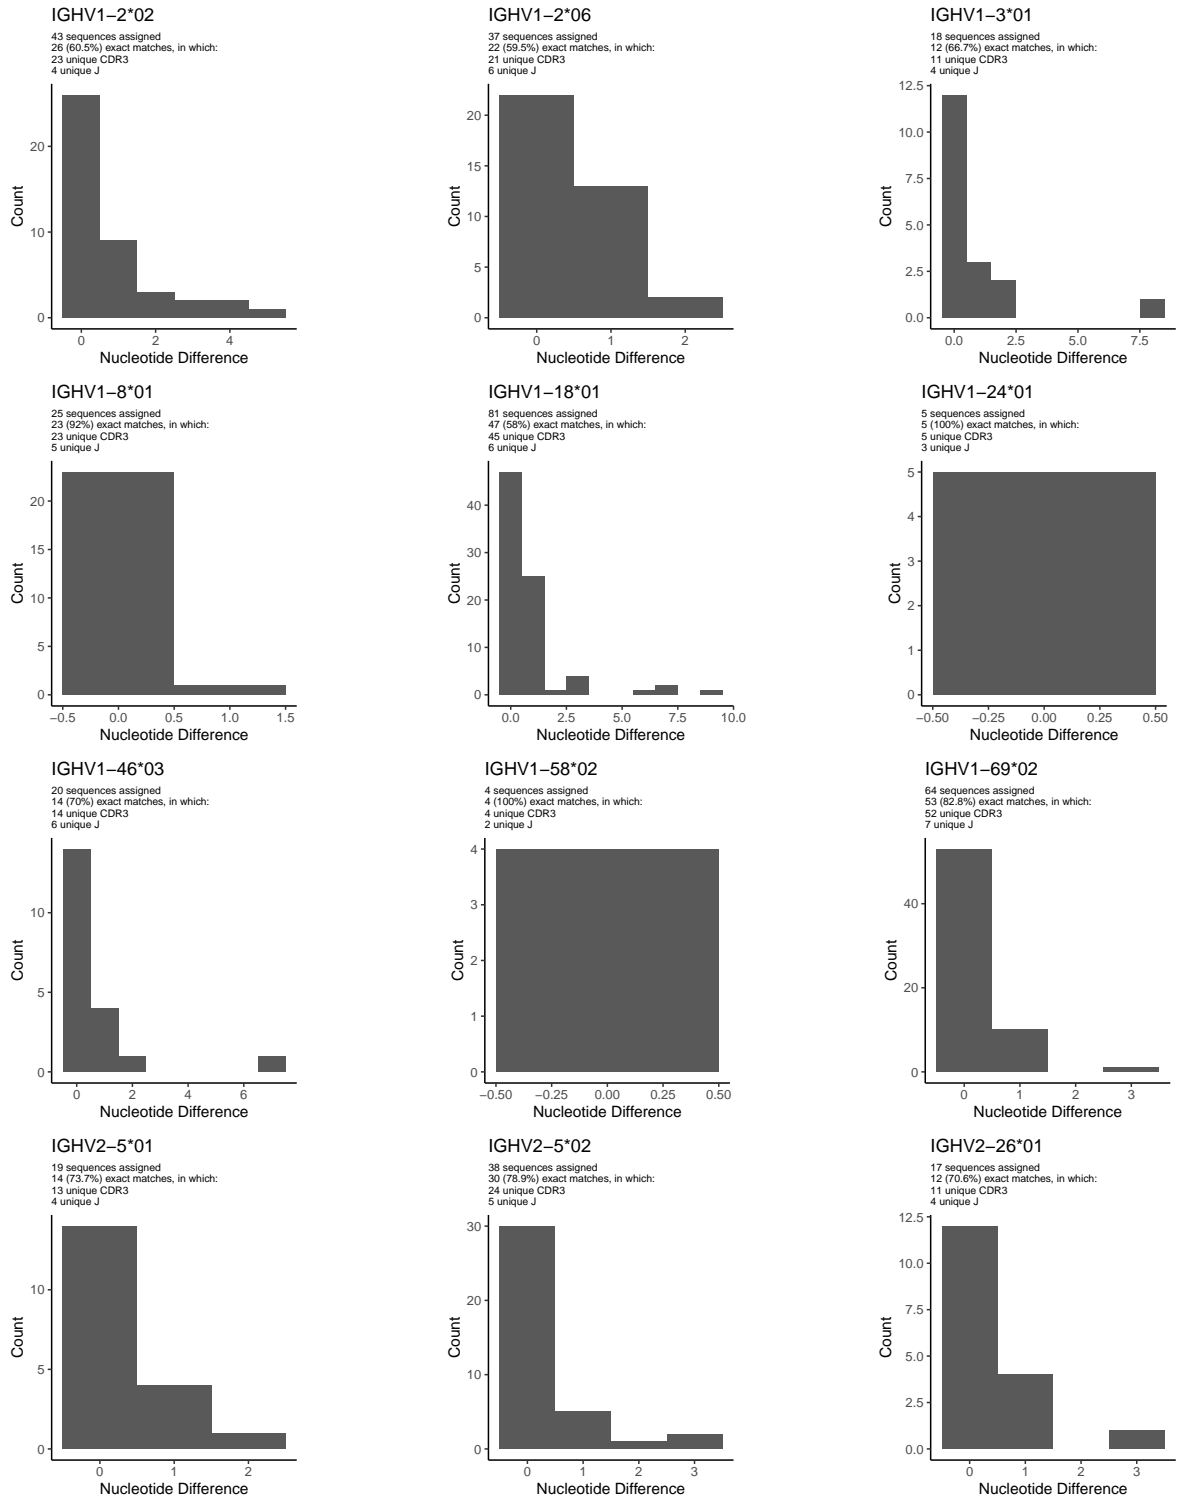 IGHV1−2*02
43 sequences assigned
26 (60.5%) exact matches, in which:
23 unique CDR3
4 unique J
20
10
0
Count
0 2 4
Nucleotide Difference
IGHV1−2*06
37 sequences assigned
22 (59.5%) exact matches, in which:
21 unique CDR3
6 unique J
20
15
10
5
0
Count
0 1 2
Nucleotide Difference
IGHV1−3*01
18 sequences assigned
12 (66.7%) exact matches, in which:
11 unique CDR3
4 unique J
12.5
10.0
7.5
5.0
2.5
0.0
Count
0.0 2.5 5.0 7.5
Nucleotide Difference
IGHV1−8*01
25 sequences assigned
23 (92%) exact matches, in which:
23 unique CDR3
5 unique J
20
15
10
5
0
Count
−0.5 0.0 0.5 1.0 1.5
Nucleotide Difference
IGHV1−18*01
81 sequences assigned
47 (58%) exact matches, in which:
45 unique CDR3
6 unique J
40
30
20
10
0
Count
0.0 2.5 5.0 7.5 10.0
Nucleotide Difference
IGHV1−24*01
5 sequences assigned
5 (100%) exact matches, in which:
5 unique CDR3
3 unique J
5
4
3
2
1
0
Count
−0.50 −0.25 0.00 0.25 0.50
Nucleotide Difference
IGHV1−46*03
20 sequences assigned
14 (70%) exact matches, in which:
14 unique CDR3
6 unique J
10
5
0
Count
0 2 4 6
Nucleotide Difference
IGHV1−58*02
4 sequences assigned
4 (100%) exact matches, in which:
4 unique CDR3
2 unique J
4
3
2
1
0
Count
−0.50 −0.25 0.00 0.25 0.50
Nucleotide Difference
IGHV1−69*02
64 sequences assigned
53 (82.8%) exact matches, in which:
52 unique CDR3
7 unique J
40
20
0
Count
0 1 2 3
Nucleotide Difference
IGHV2−5*01
19 sequences assigned
14 (73.7%) exact matches, in which:
13 unique CDR3
4 unique J
10
5
0
Count
0 1 2
Nucleotide Difference
IGHV2−5*02
38 sequences assigned
30 (78.9%) exact matches, in which:
24 unique CDR3
5 unique J
30
20
10
0
Count
0 1 2 3
Nucleotide Difference
IGHV2−26*01
17 sequences assigned
12 (70.6%) exact matches, in which:
11 unique CDR3
4 unique J
12.5
10.0
7.5
5.0
2.5
0.0
Count
0 1 2 3
Nucleotide Difference